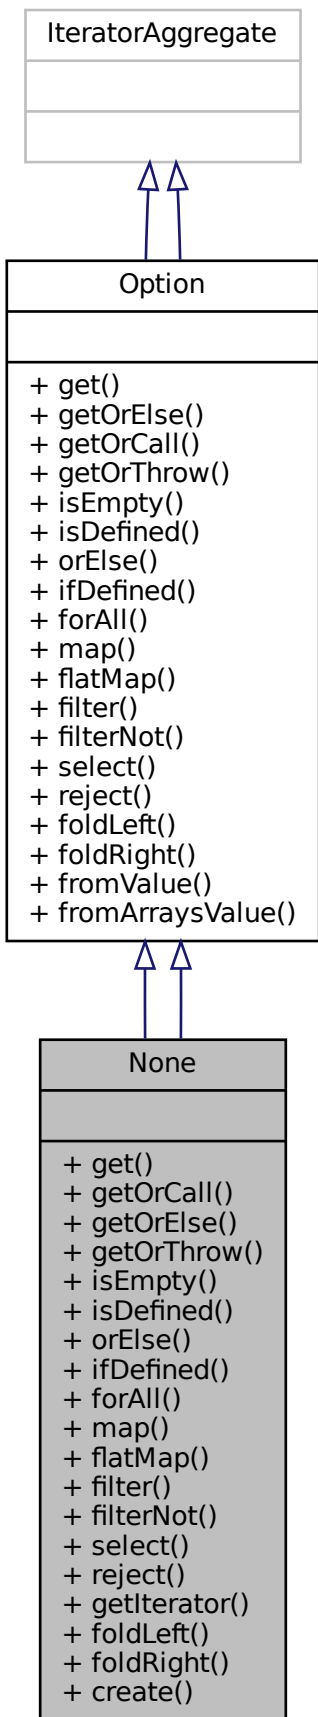 IteratorAggregate
Option
+ get()
+ getOrElse()
+ getOrCall()
+ getOrThrow()
+ isEmpty()
+ isDefined()
+ orElse()
+ ifDefined()
+ forAll()
+ map()
+ flatMap()
+ filter()
+ filterNot()
+ select()
+ reject()
+ foldLeft()
+ foldRight()
+ fromValue()
+ fromArraysValue()
None
+ get()
+ getOrCall()
+ getOrElse()
+ getOrThrow()
+ isEmpty()
+ isDefined()
+ orElse()
+ ifDefined()
+ forAll()
+ map()
+ flatMap()
+ filter()
+ filterNot()
+ select()
+ reject()
+ getIterator()
+ foldLeft()
+ foldRight()
+ create()